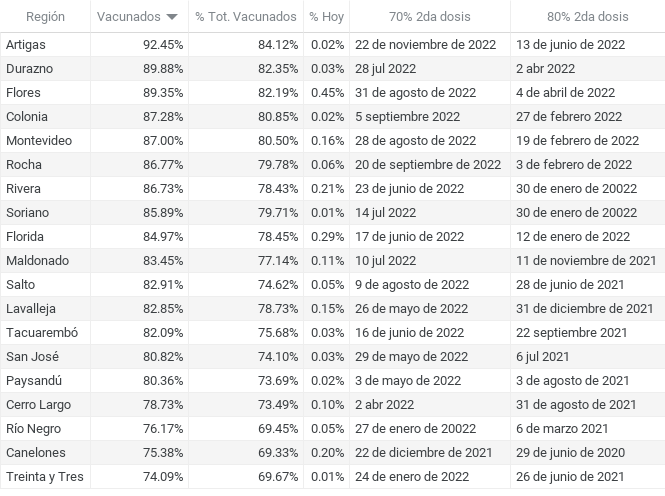 Región Vacunados % Tot. Vacunados % Hoy 70% 2da dosis 80% 2da dosis
Artigas 92.45% 84.12% 0.02% 22 de noviembre de 2022 13 de junio de 2022
Durazno 89.88% 82.35% 0.03% 28 jul 2022 2 abr 2022
Flores 89.35% 82.19% 0.45% 31 de agosto de 2022 4 de abril de 2022
Colonia 87.28% 80.85% 0.02% 5 septiembre 2022 27 de febrero 2022
Montevideo 87.00% 80.50% 0.16% 28 de agosto de 2022 19 de febrero de 2022
Rocha 86.77% 79.78% 0.06% 20 de septiembre de 2022 3 de febrero de 2022
Rivera 86.73% 78.43% 0.21% 23 de junio de 2022 30 de enero de 20022
Soriano 85.89% 79.71% 0.01% 14 jul 2022 30 de enero de 20022
Florida 84.97% 78.45% 0.29% 17 de junio de 2022 12 de enero de 20022
Maldonado 83.45% 77.14% 0.11% 10 jul 2022 11 de noviembre de 2021
Salto 82.91% 74.62% 0.05% 9 de agosto de 2022 28 de junio de 2021
Lavalleja 82.85% 78.73% 0.15% 26 de mayo de 2022 31 de diciembre de 2021
Tacuarembó 82.09% 75.68% 0.03% 16 de junio de 2022 22 septiembre 2021
San José 80.82% 74.10% 0.03% 29 de mayo de 2022 6 jul 2021
Paysandú 80.36% 73.69% 0.02% 3 de mayo de 2022 3 de agosto de 2021
Cerro Largo 78.73% 73.49% 0.10% 2 abr 2022 31 de agosto de 2021
Río Negro 76.17% 69.45% 0.05% 27 de enero de 20022 6 de marzo 2021
Canelones 75.38% 69.33% 0.20% 22 de diciembre de 2021 29 de junio de 2020
Treinta y Tres 74.09% 69.67% 0.01% 24 de enero de 2022 26 de junio de 2021